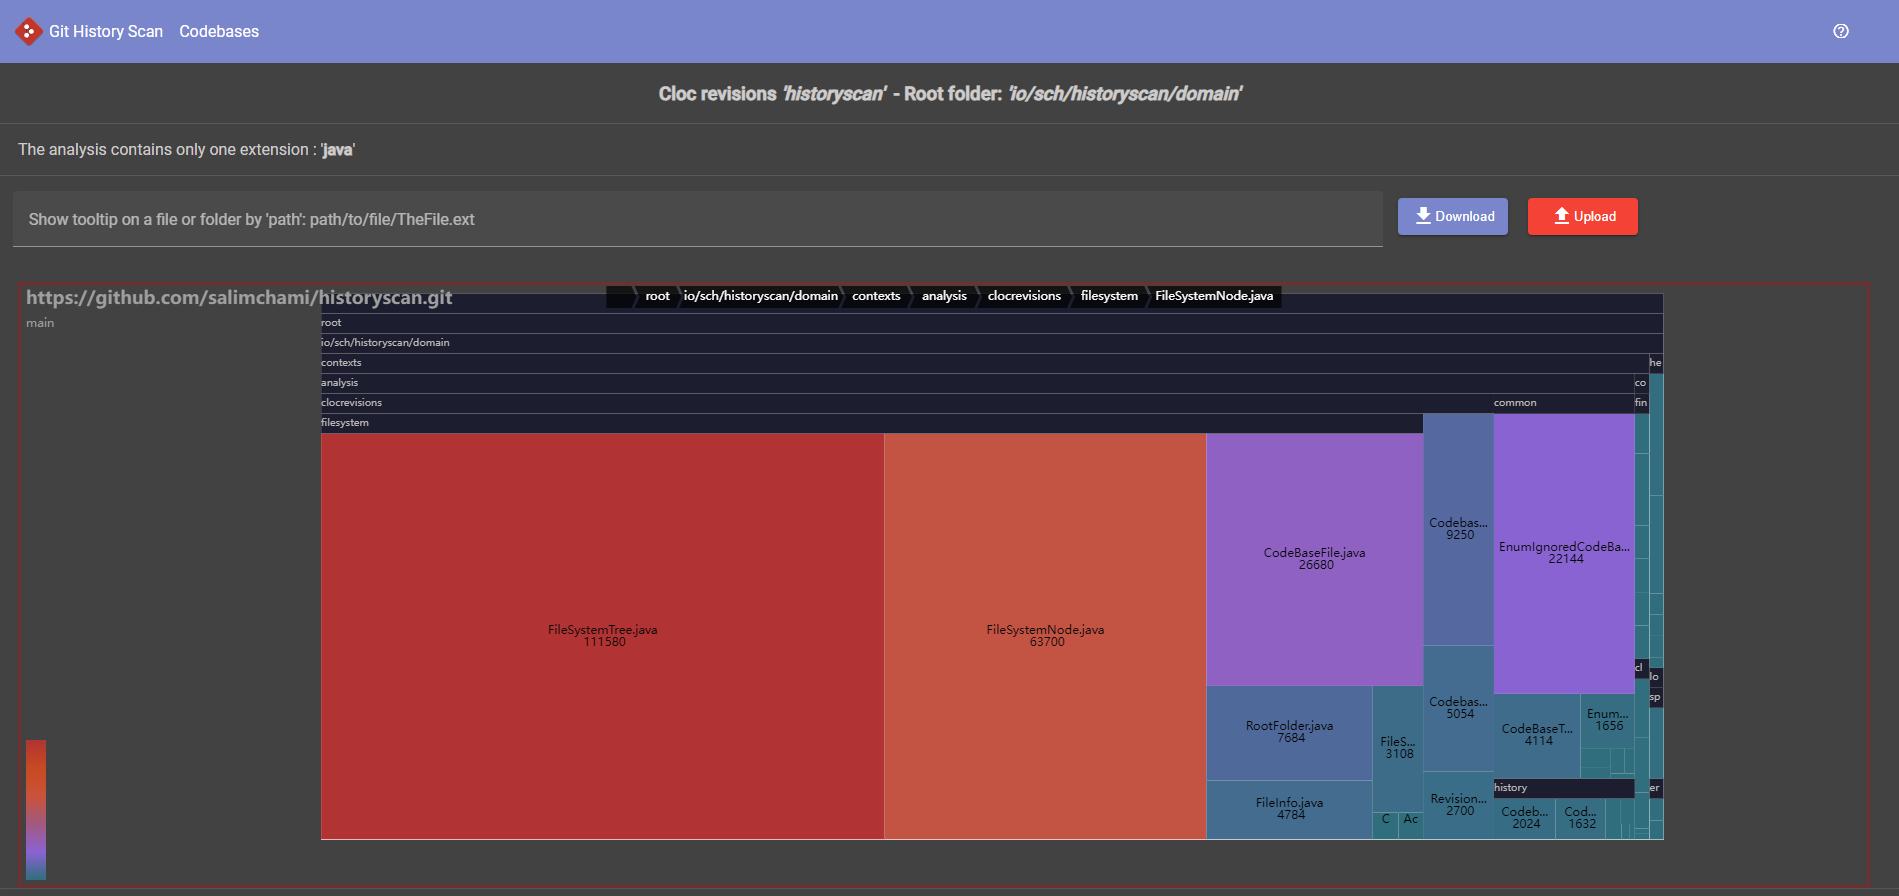 Git History Scan Codebases
Cloc revisions 'historyscan' - Root folder: 'io/sch/historyscan/domain'
The analysis contains only one extension : 'java'
Show tooltip on a file or folder by 'path': path/to/file/TheFile.ext
Download
Upload
https://github.com/salimchami/historyscan.git
main
root io/sch/historyscan/domain contexts analysis clocrevisions filesystem FileSystemNode.java
root
io/sch/historyscan/domain
contexts
he
analysis
co
clocrevisions
common
fin
filesystem
FileSystemTree.java
111580
FileSystemNode.java
63700
CodeBaseFile.java
26680
RootFolder.java
7684
FileInfo.java
4784
FileS...
3108
C
Ac
Codebas...
9250
Codebas...
5054
Revision...
2700
EnumIgnoredCodeBa...
22144
CodeBaseT...
4114
Enum...
1656
history
Codeb...
2024
Cod...
1632
cl
lo
sp
er